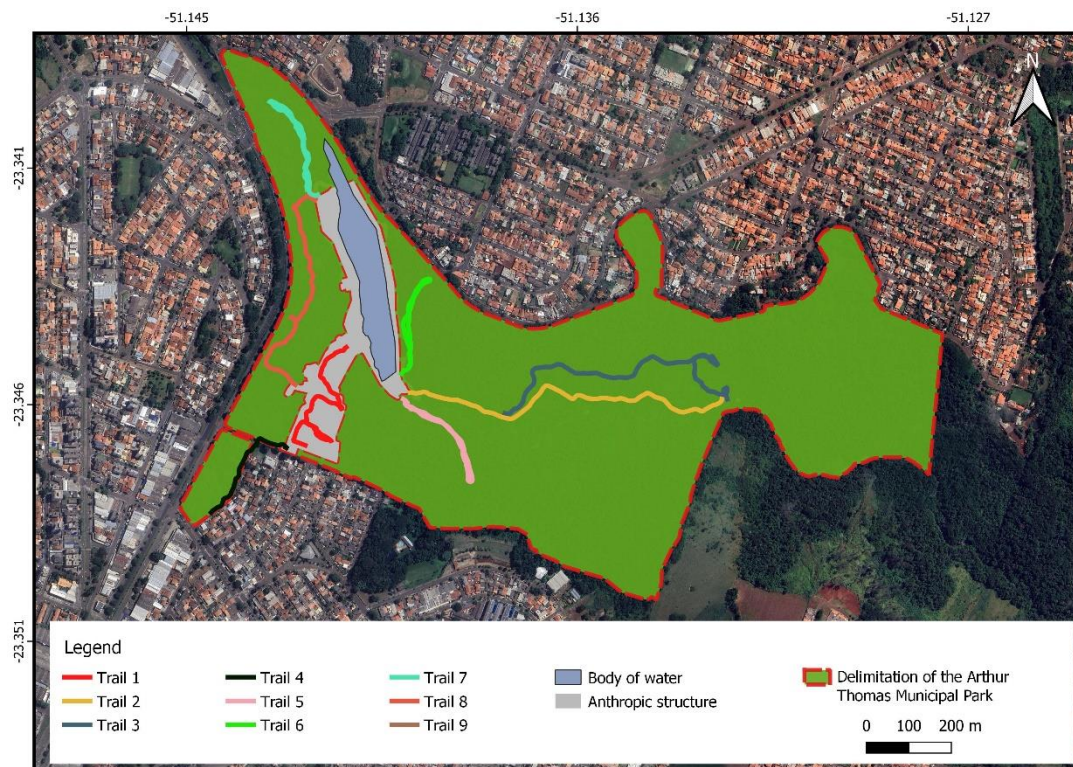 -51.145 -51.136 -51.127
N
-23.341
-23.346
-23.351
Legend
Trail 1
Trail 2
Trail 3
Trail 4
Trail 5
Trail 6
Trail 7
Trail 8
Trail 9
Body of water
Anthropic structure
Delimitation of the Arthur
Thomas Municipal Park
0 100 200 m